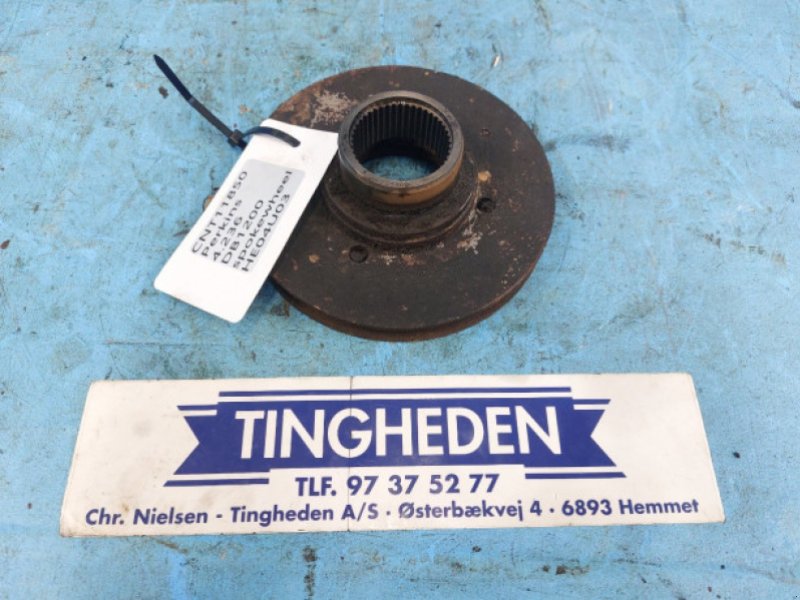 CNT11850
perkins
4.236
DB1200
spokewheel
HE04U03
TINGHEDEN
TLF. 97 37 52 77
Chr. Nielsen - Tingheden A/S · Østerbækvej 4 · 6893 Hemmet